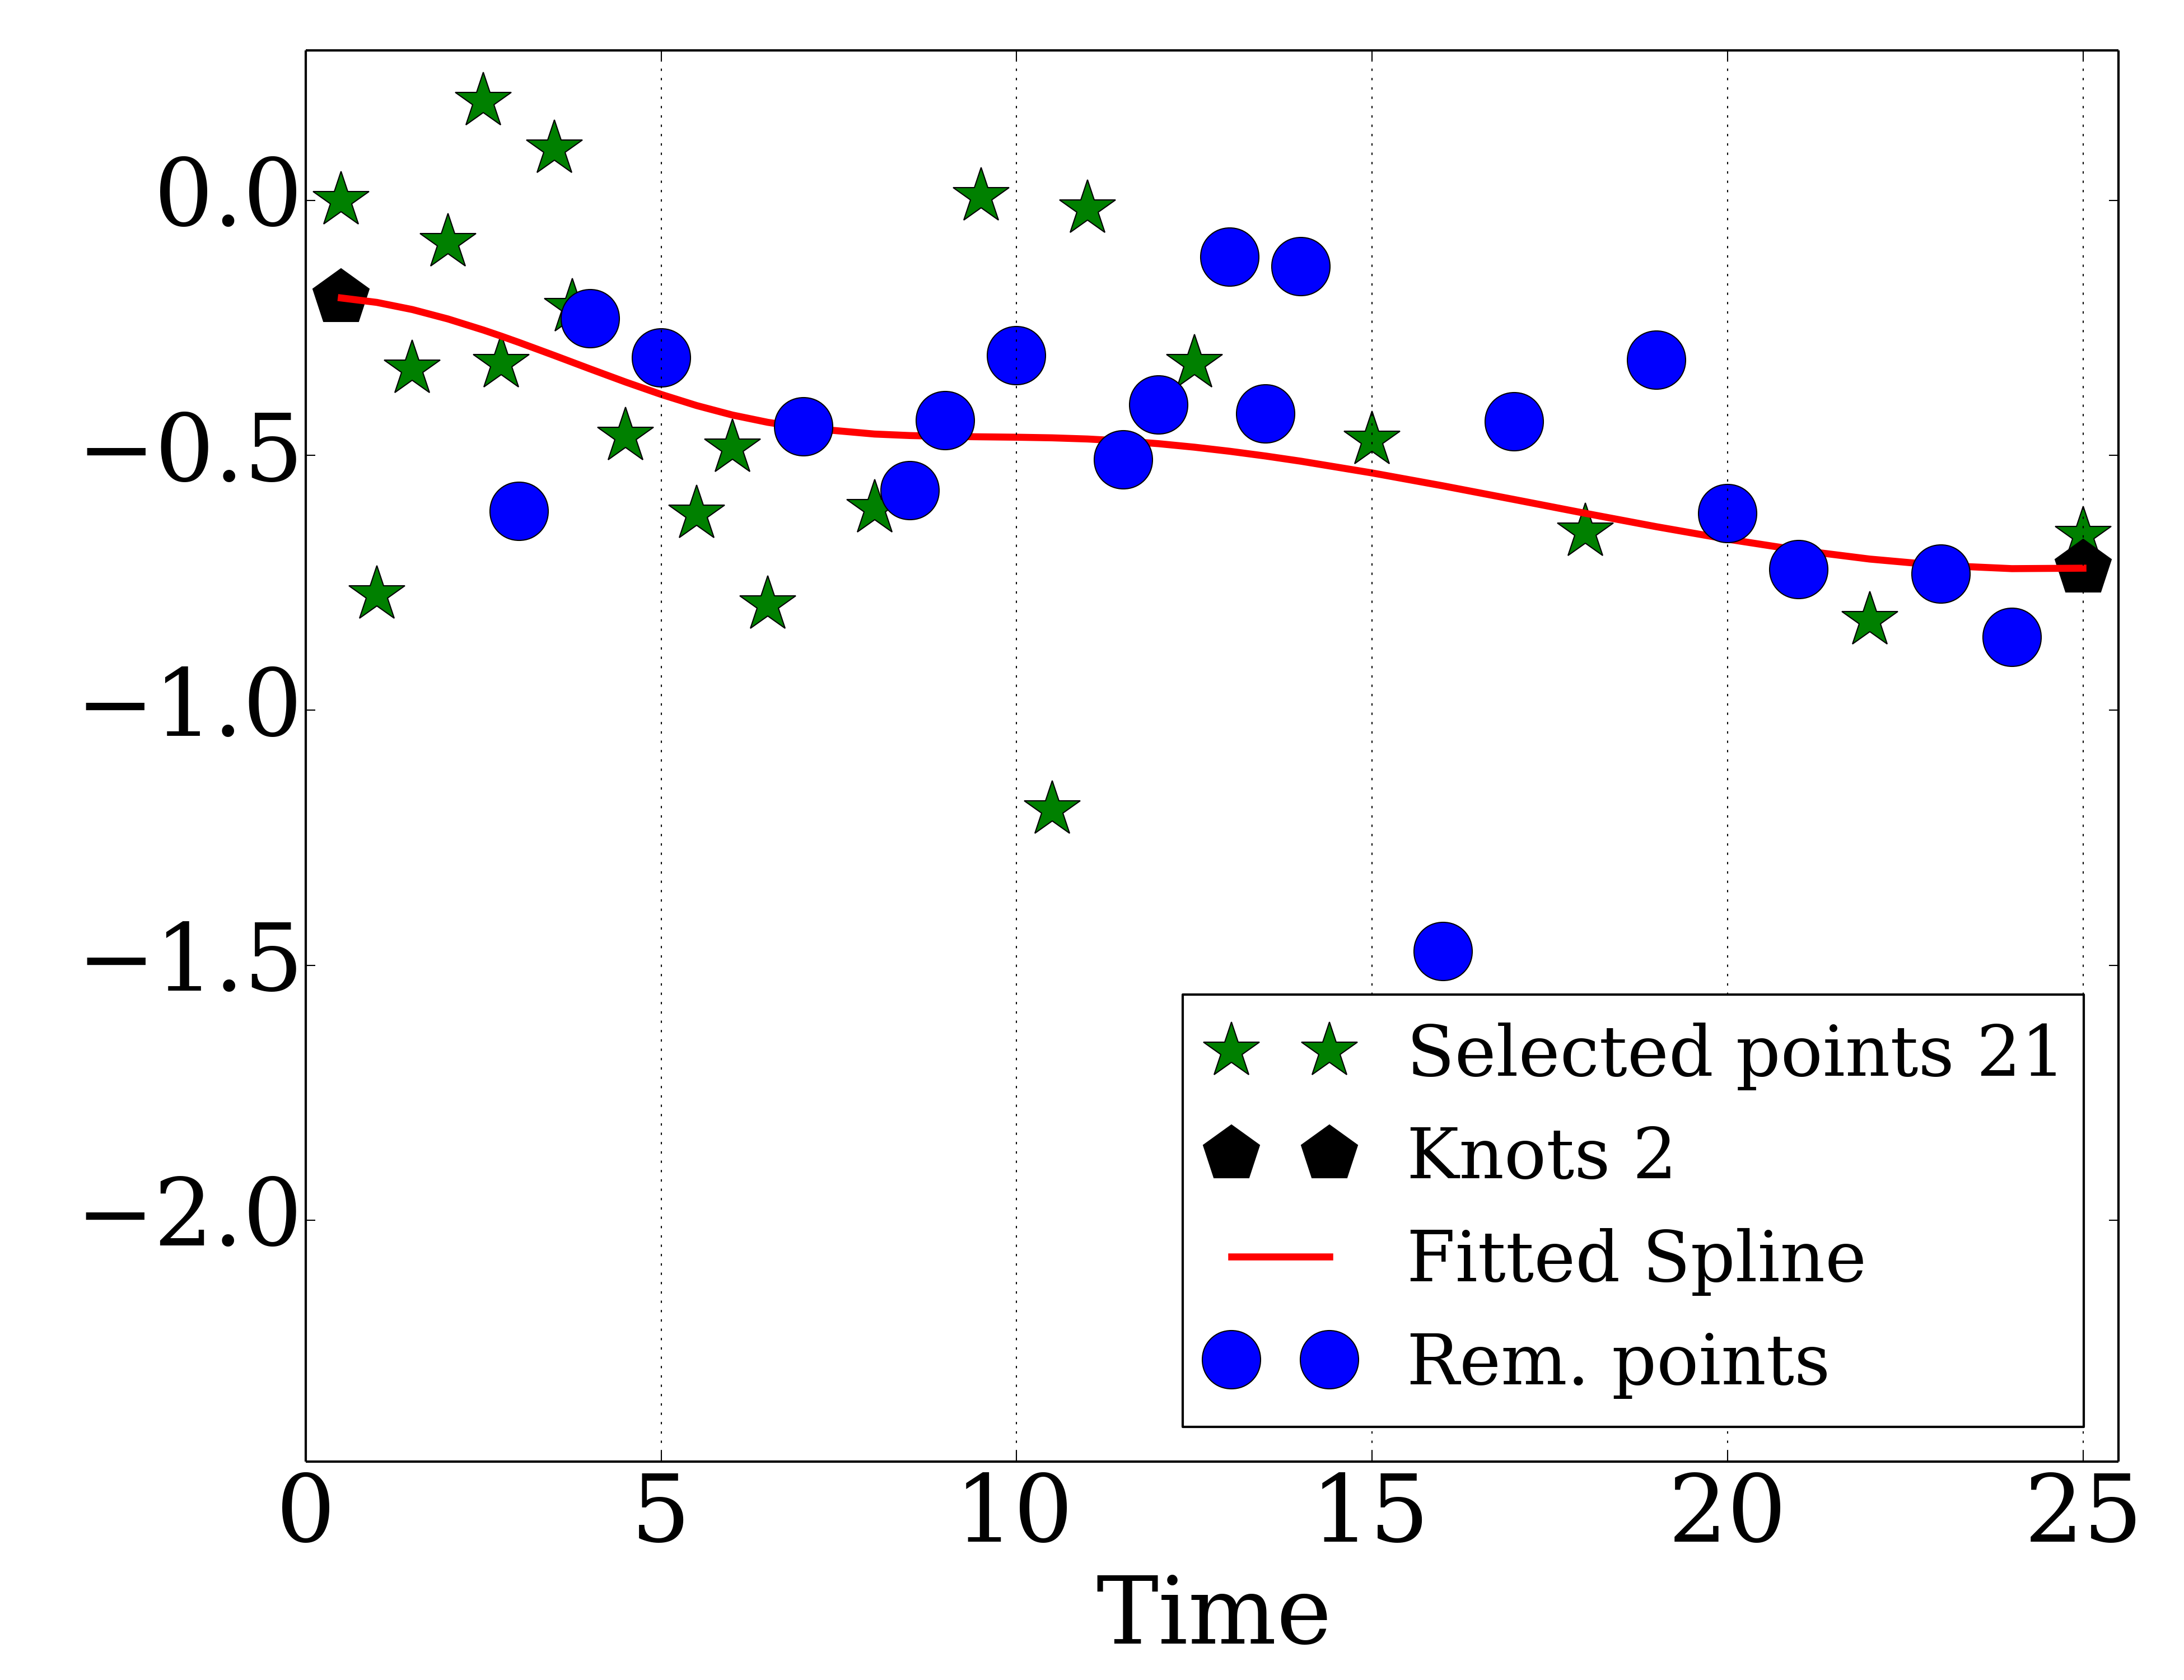 0.0
−0.5
−1.0
−1.5
−2.0
0 5 10 15 20 25
Time
Selected points 21
Knots 2
Fitted Spline
Rem. points